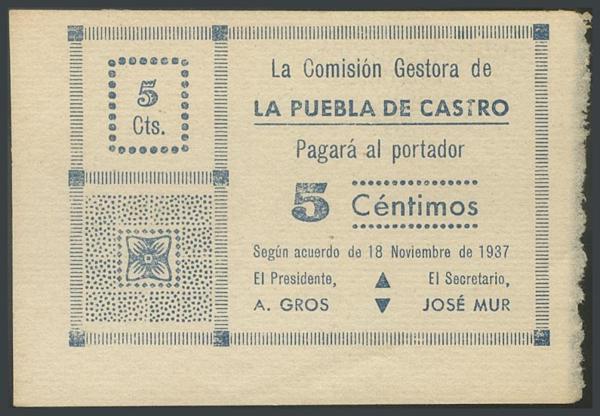 5
Cts.
La Comisión Gestora de
LA PUEBLA DE CASTRO
Pagará al portador
5 Céntimos
Según acuerdo de 18 Noviembre de 1937
El Presidente,
A. GROS
El Secretario,
JOSÉ MUR